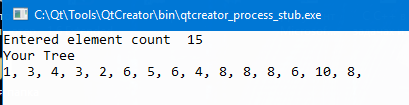 C:\Qt\Tools\QtCreator\bin\qtcreator_process_stub.exe
Entered element count  15
Your Tree
1, 3, 4, 3, 2, 6, 5, 6, 4, 8, 8, 8, 6, 10, 8,